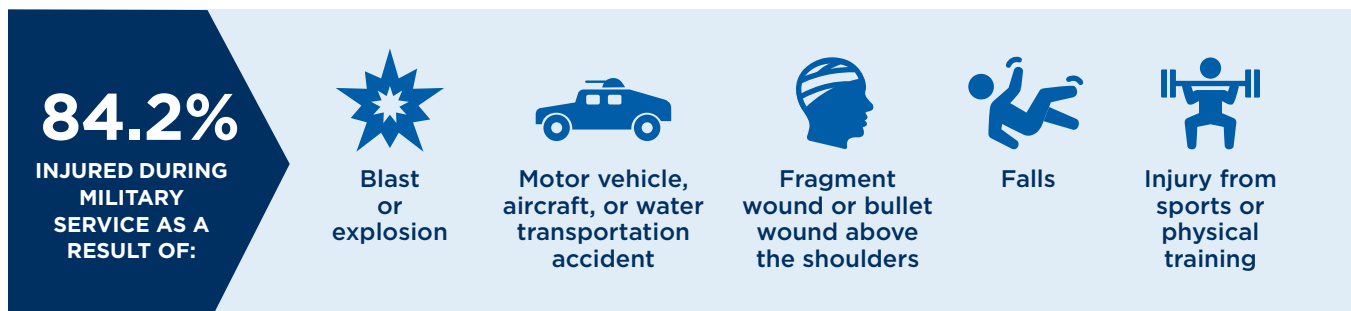 84.2%
INJURED DURING
MILITARY
SERVICE AS A
RESULT OF:
Blast
or
explosion
Motor vehicle,
aircraft, or water
transportation
accident
Fragment
wound or bullet
wound above
the shoulders
Falls
Injury from
sports or
physical
training